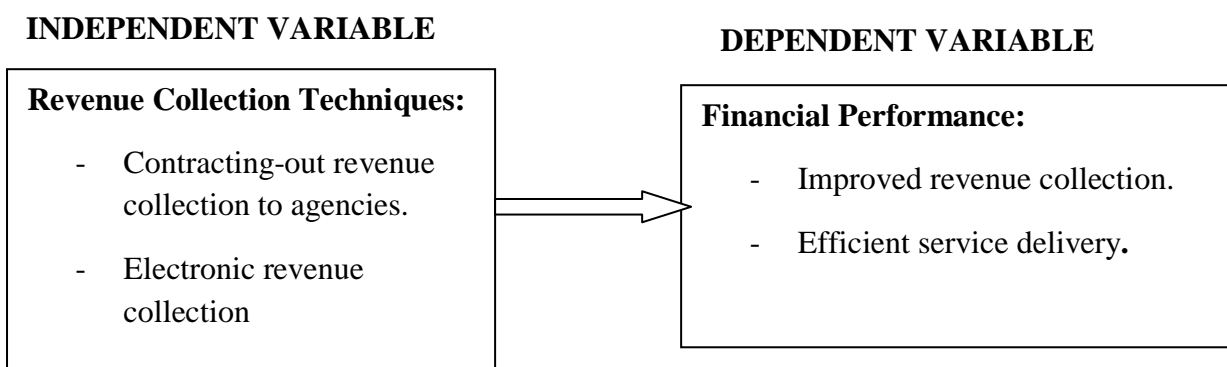 INDEPENDENT VARIABLE
Revenue Collection Techniques:
- Contracting-out revenue
collection to agencies.
- Electronic revenue
collection
DEPENDENT VARIABLE
Financial Performance:
- Improved revenue collection.
- Efficient service delivery.